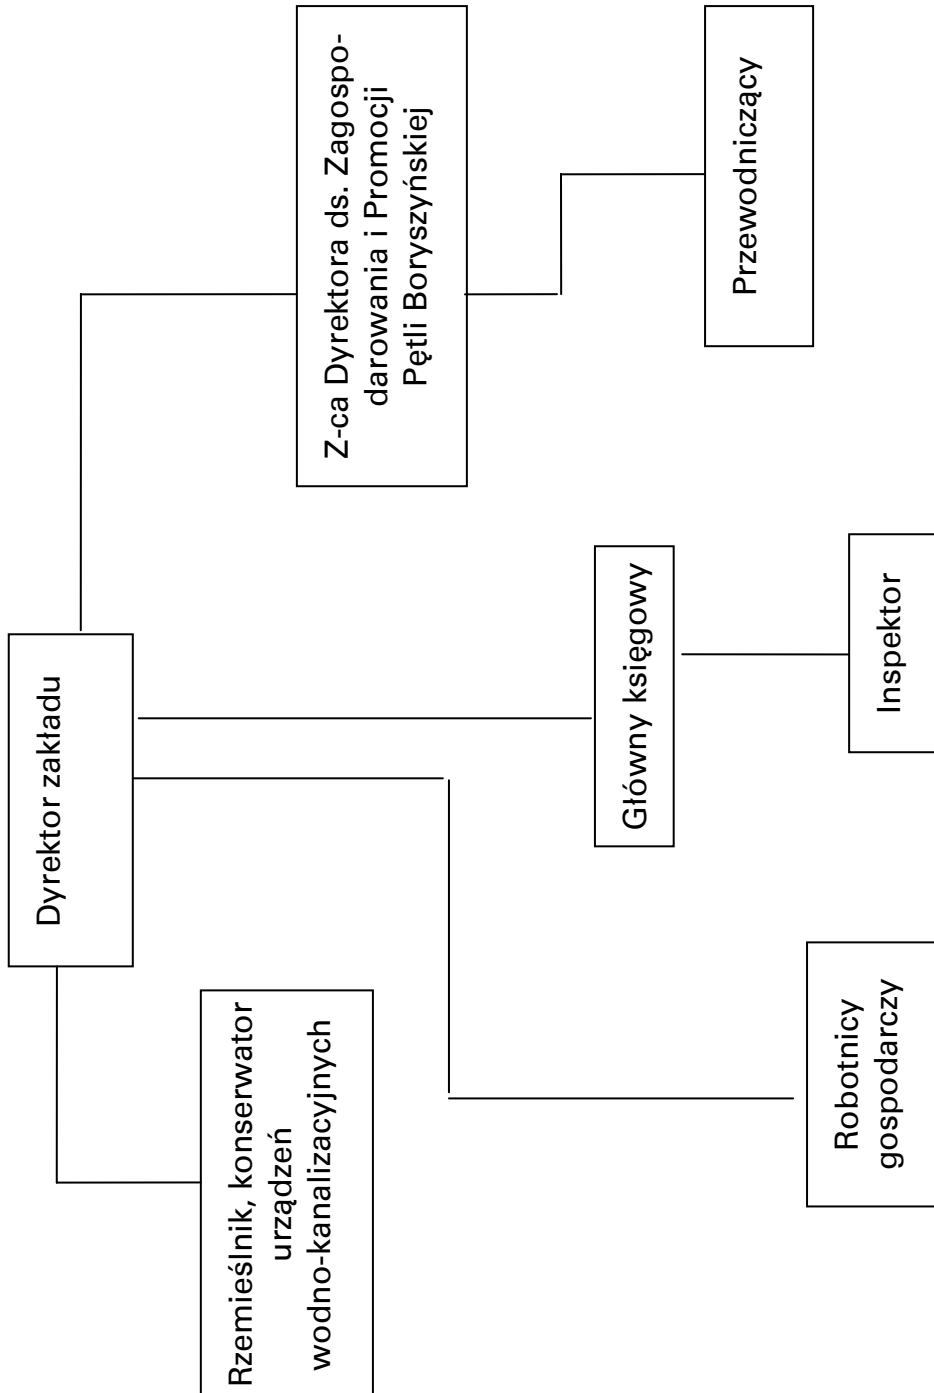 Dyrektor zakładu
Rzemieślnik, konserwator
urządzeń
wodno-kanalizacyjnych
Z-ca Dyrektora ds. Zagospo-
darowania i Promocji
Pętli Boryszyńskiej
Główny księgowy
Przewodniczący
Robotnicy
gospodarczy
Inspektor